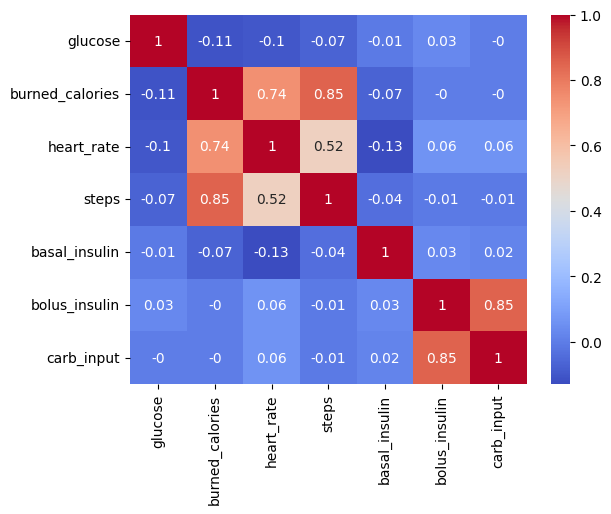 glucose 1 -0.11 -0.1 -0.07 -0.01 0.03 -0
burned_calories -0.11 1 0.74 0.85 -0.07 -0 -0
heart_rate -0.1 0.74 1 0.52 -0.13 0.06 0.06
steps -0.07 0.85 0.52 1 -0.04 -0.01 -0.01
basal_insulin -0.01 -0.07 -0.13 -0.04 1 0.03 0.02
bolus_insulin 0.03 -0 0.06 -0.01 0.03 1 0.85
carb_input -0 -0 0.06 -0.01 0.02 0.85 1
glucose
burned_calories
heart_rate
steps
basal_insulin
bolus_insulin
carb_input
1.0
0.8
0.6
0.4
0.2
0.0